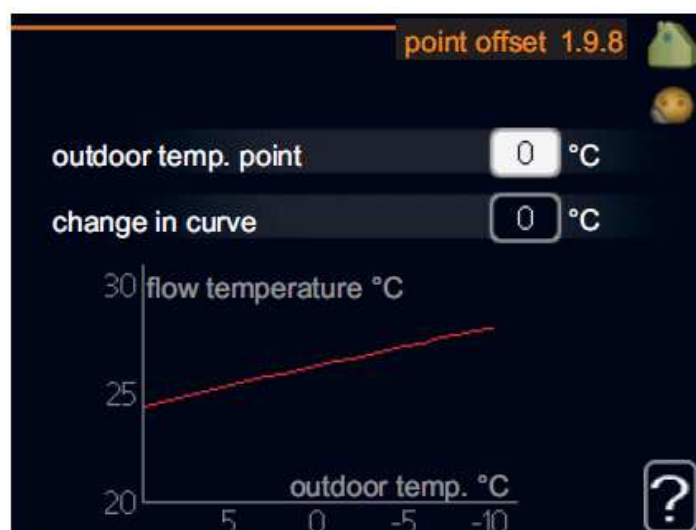 point offset 1.9.8
outdoor temp. point 0 °C
change in curve 0 °C
30 flow temperature °C
25
outdoor temp. °C
20
5 0 -5 -10
?